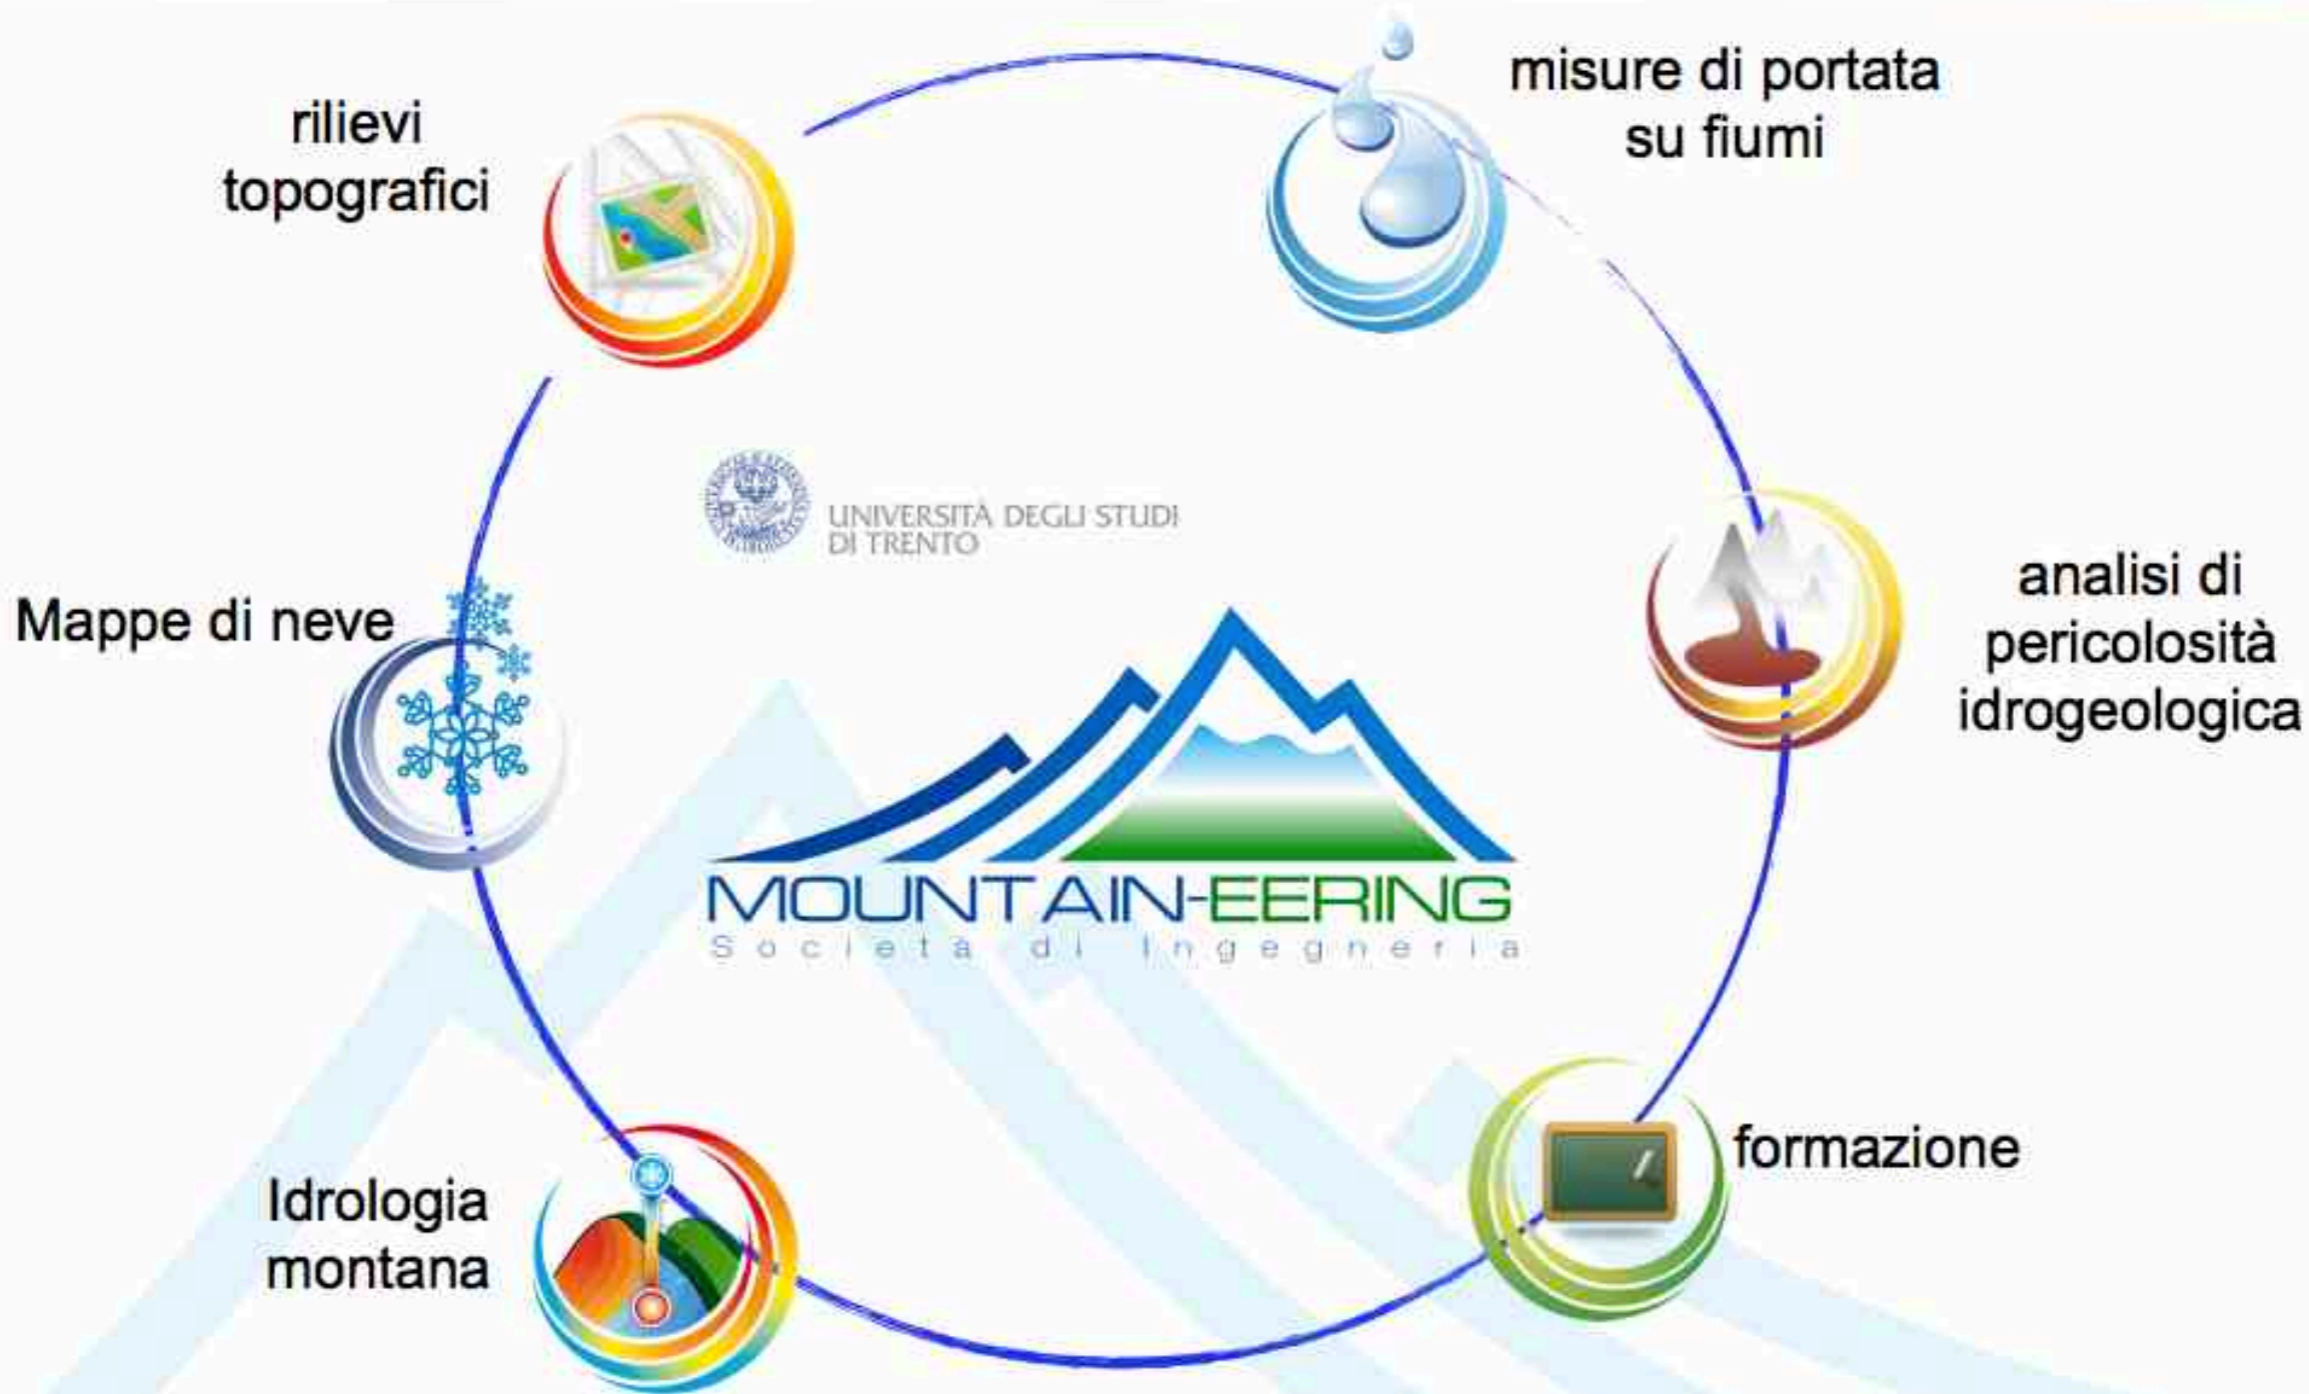 misure di portata
su fiumi
rilievi
topografici
UNIVERSITÀ DEGLI STUDI
DI TRENTO
analisi di
pericolosità
idrogeologica
Mappe di neve
MOUNTAIN-EERING
Società di Ingegneria
formazione
Idrologia
montana